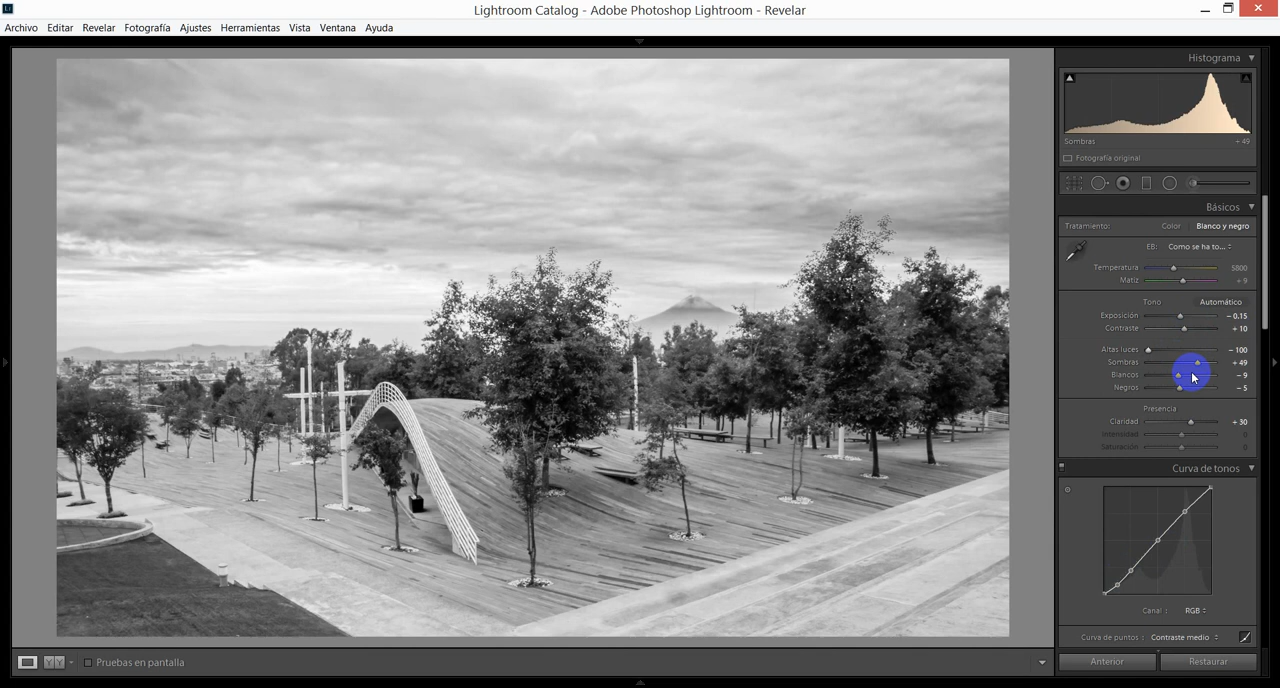 Lr
Lightroom Catalog - Adobe Photoshop Lightroom - Revelar
Archivo Editar Revelar Fotografía Ajustes Herramientas Vista Ventana Ayuda
Histograma
Sombras + 49
Fotografía original
Básicos
Tratamiento: Color Blanco y negro
EB: Como se ha to...
Temperatura 5800
Matiz + 9
Tono Automático
Exposición − 0,15
Contraste + 10
Altas luces − 100
Sombras + 49
Blancos − 9
Negros − 5
Presencia
Claridad + 30
Intensidad 0
Saturación 0
Curva de tonos
Canal : RGB
Curva de puntos : Contraste medio
Y Y Pruebas en pantalla
Anterior Restaurar